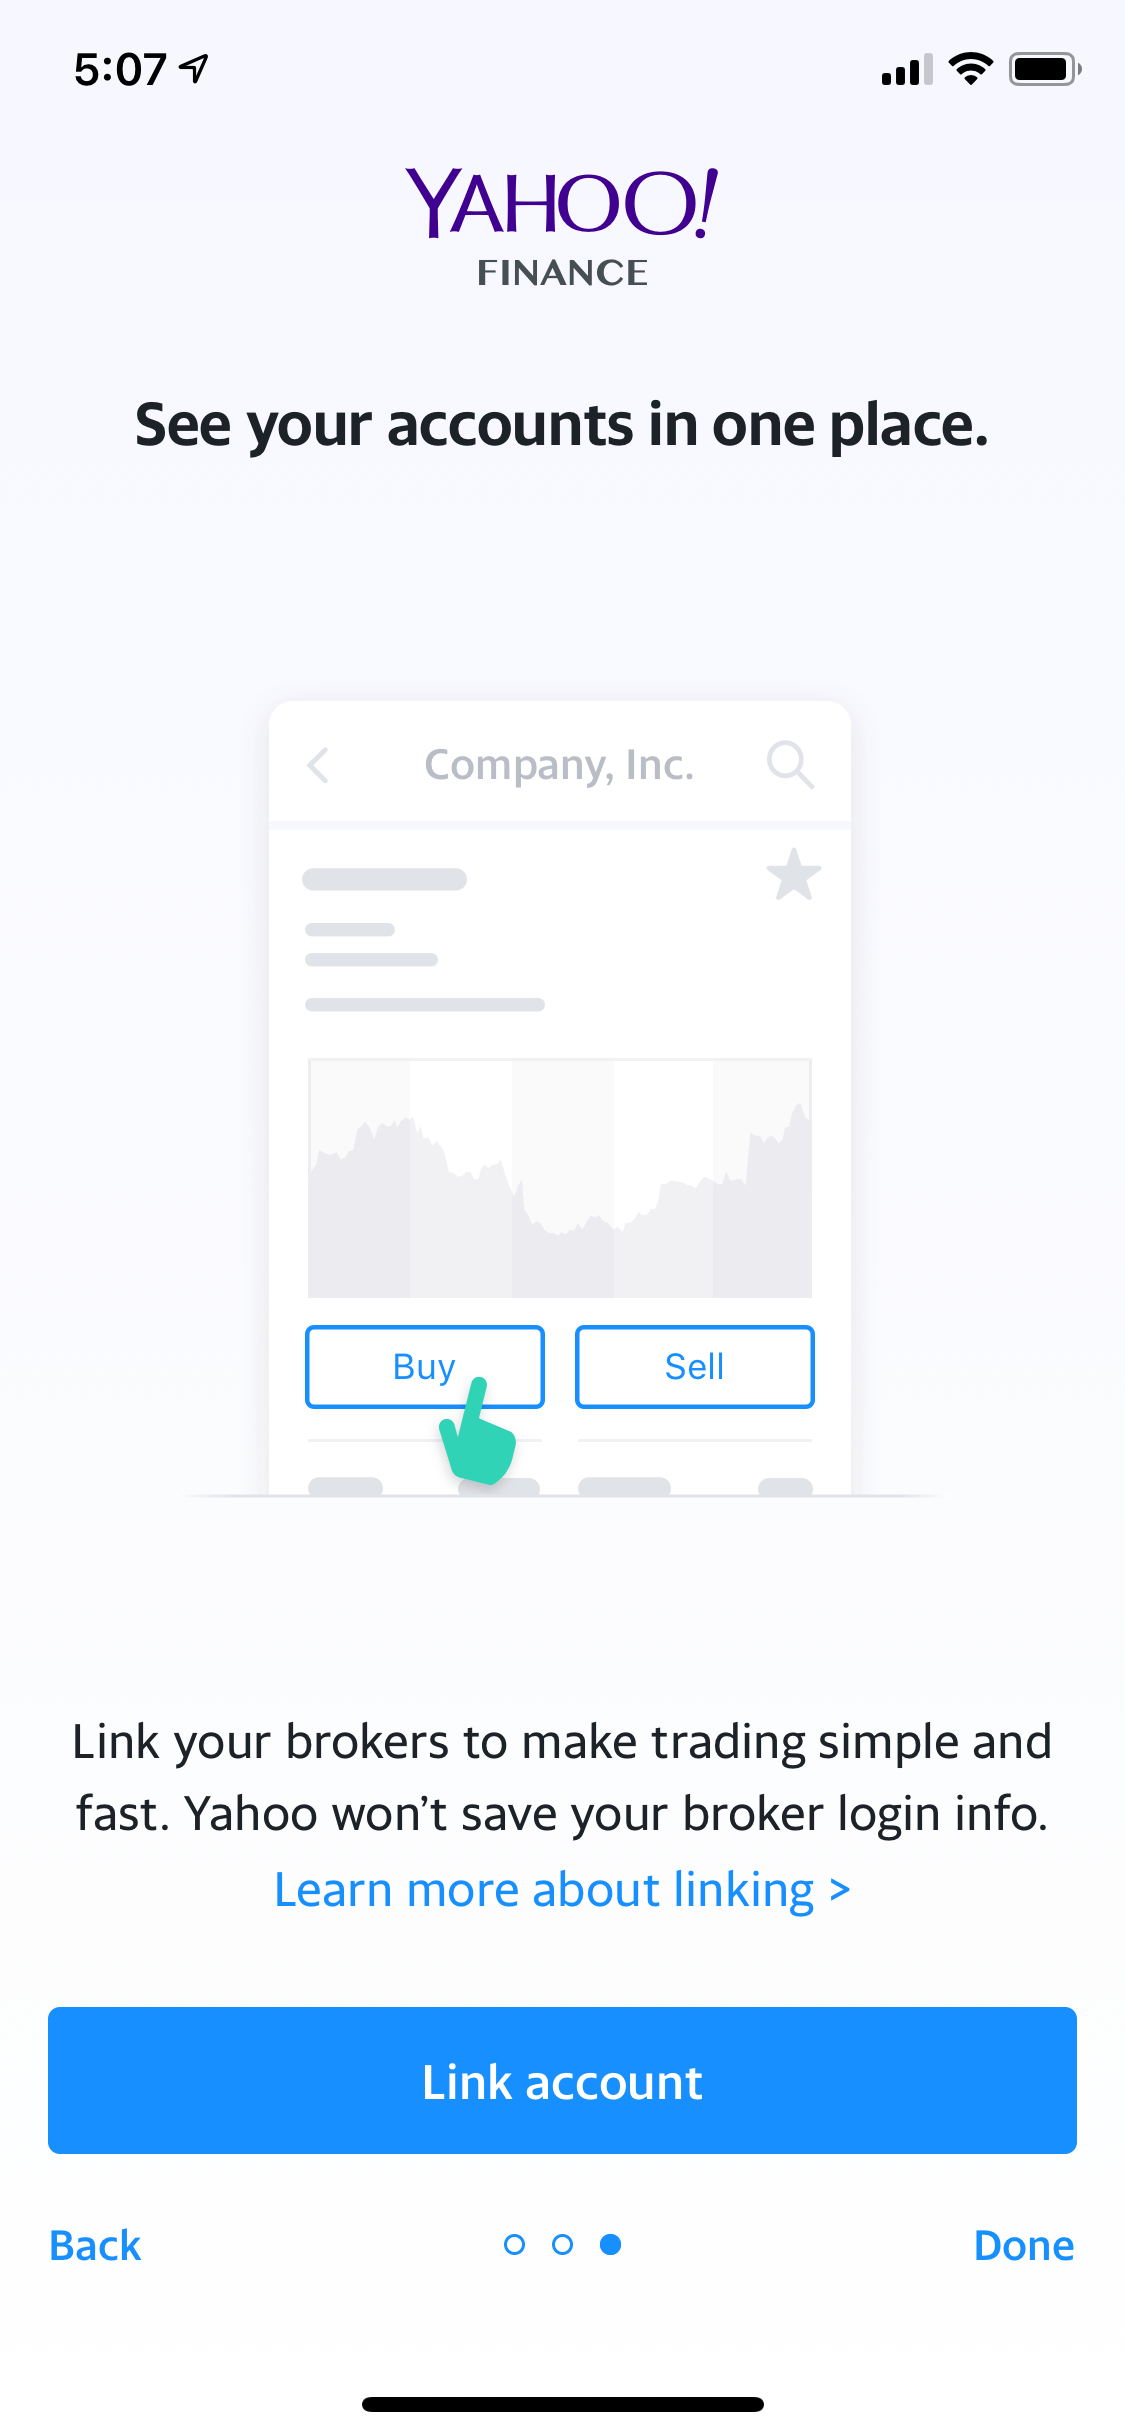 5:07
YAHOO!
FINANCE
See your accounts in one place.
Company, Inc.
Buy
Sell
Link your brokers to make trading simple and
fast. Yahoo won’t save your broker login info.
Learn more about linking >
Link account
Back
Done